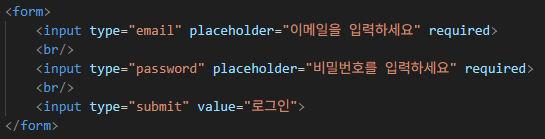 <form>
    <input type="email" placeholder="이메일을 입력하세요" required>
    <br/>
    <input type="password" placeholder="비밀번호를 입력하세요" required>
    <br/>
    <input type="submit" value="로그인">
</form>